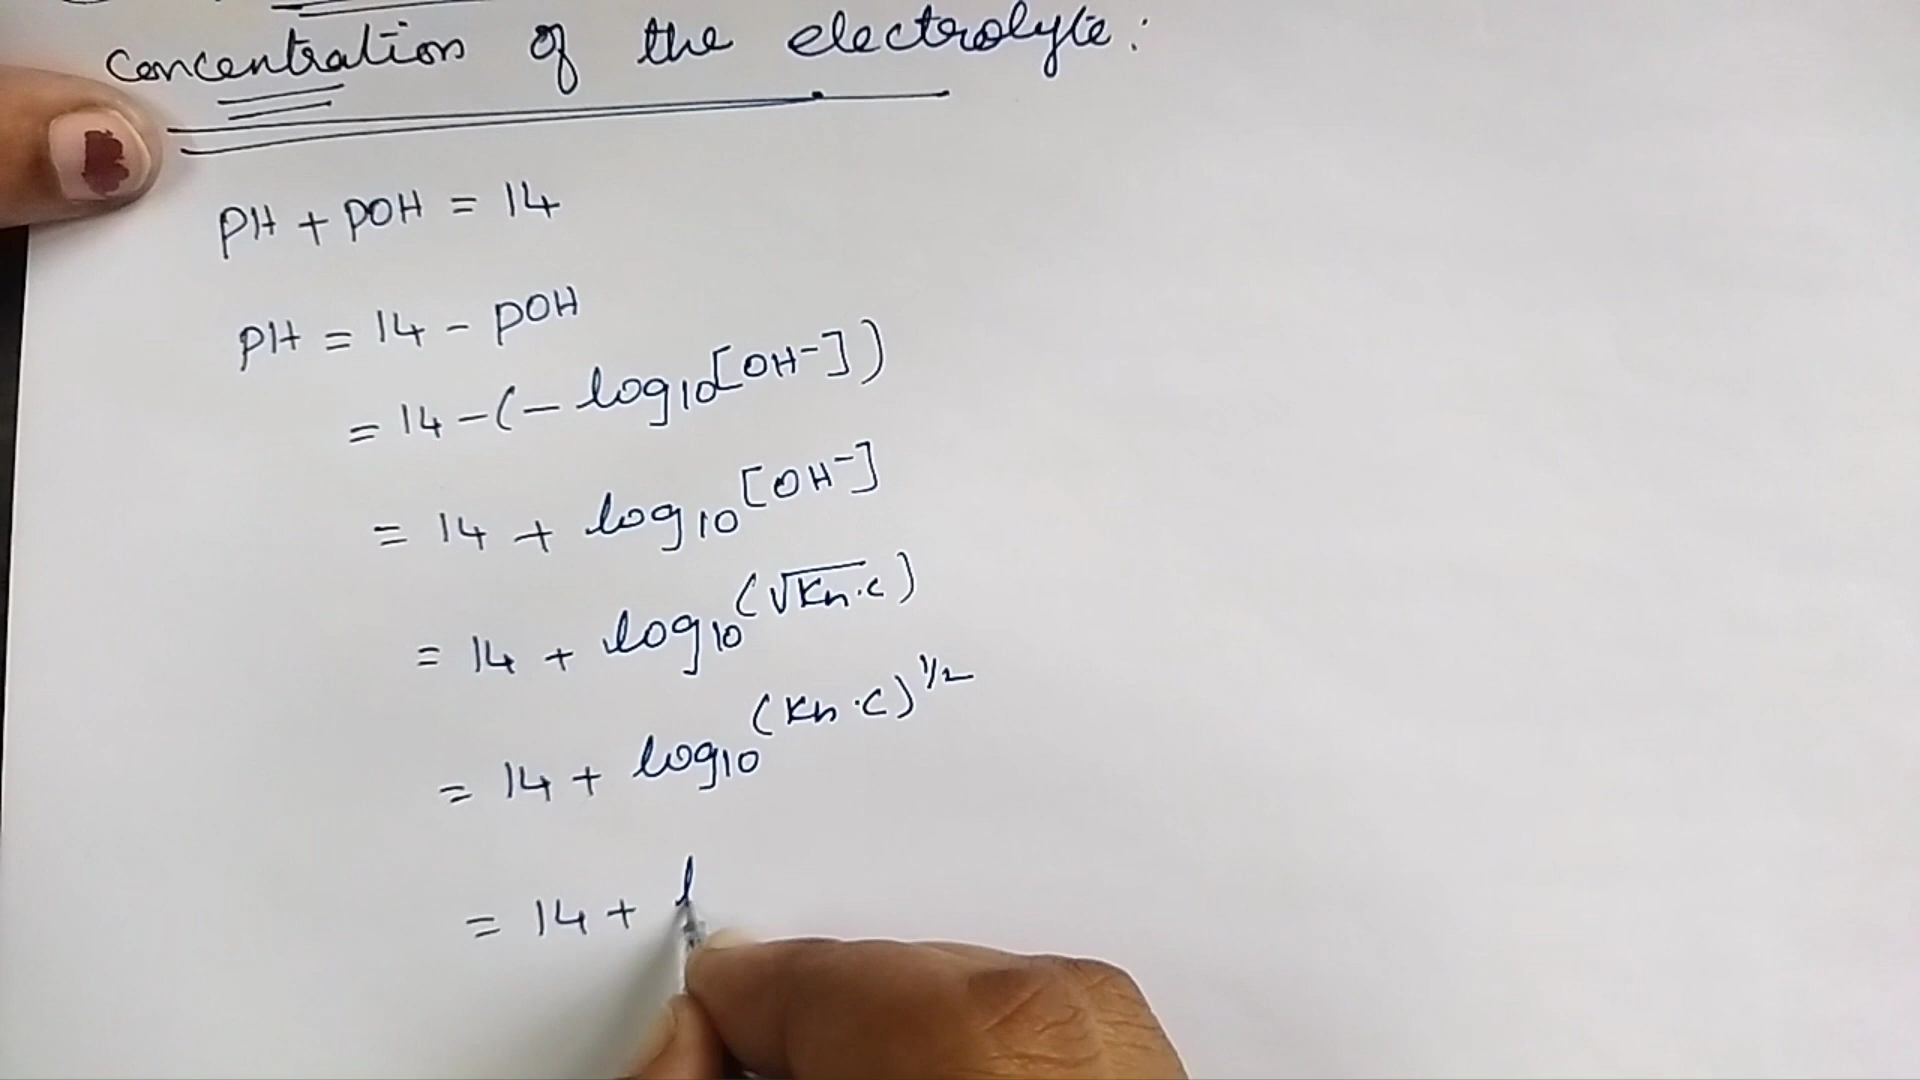 Concentration of the electrolyte:
PH + POH = 14
PH = 14 - POH
= 14 - (- log₁₀[OH⁻])
= 14 + log₁₀[OH⁻]
= 14 + log₁₀(√Kh·c)
= 14 + log₁₀(Kh·c)^1/2
= 14 + l